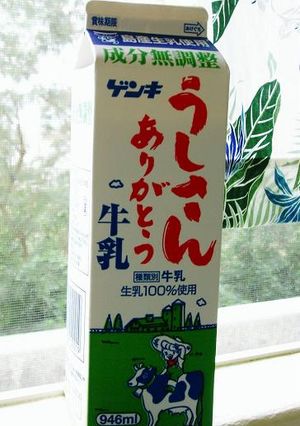 賞味期限
あけぐち
島産生乳使用
成分無調整
ゲンキ
うしさん
ありがとう
牛乳
種類別 牛乳
生乳100%使用
946ml